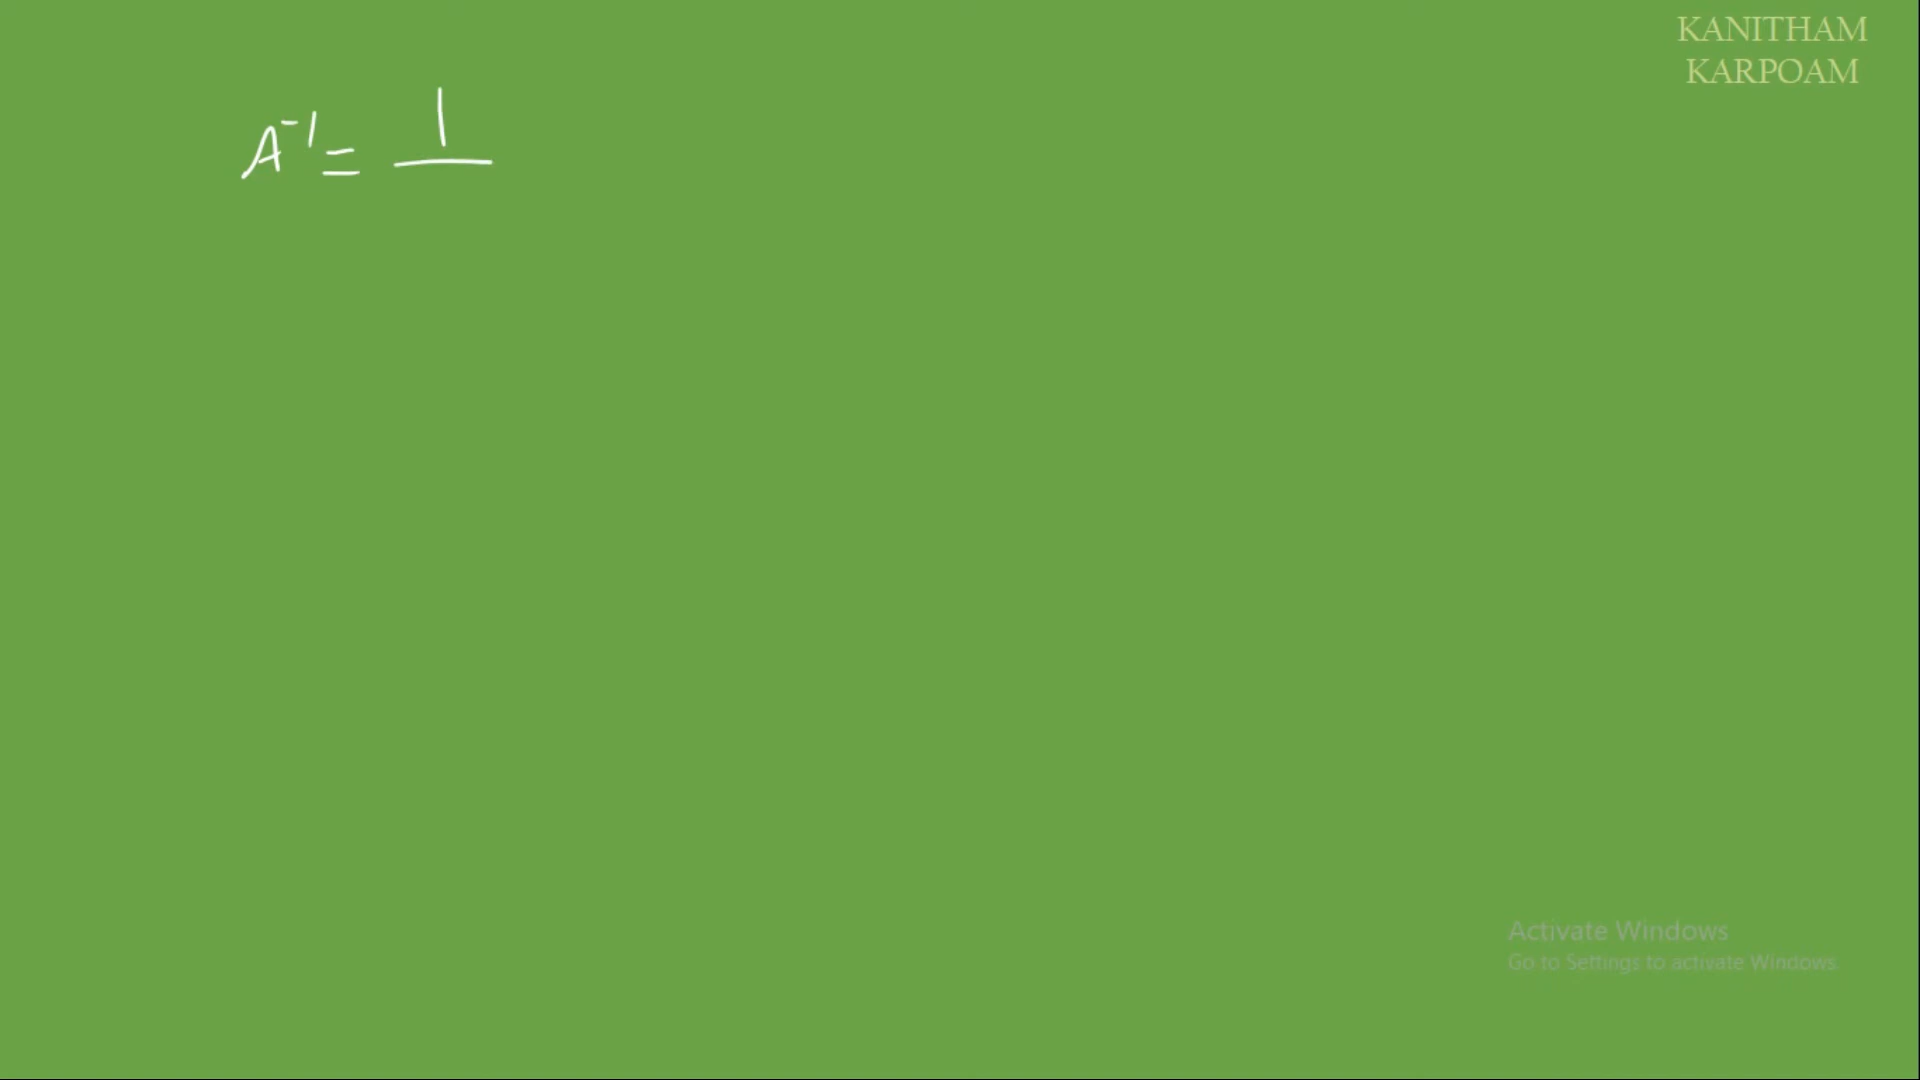 KANITHAM
KARPOAM
A⁻¹ = 1/
Activate Windows
Go to Settings to activate Windows